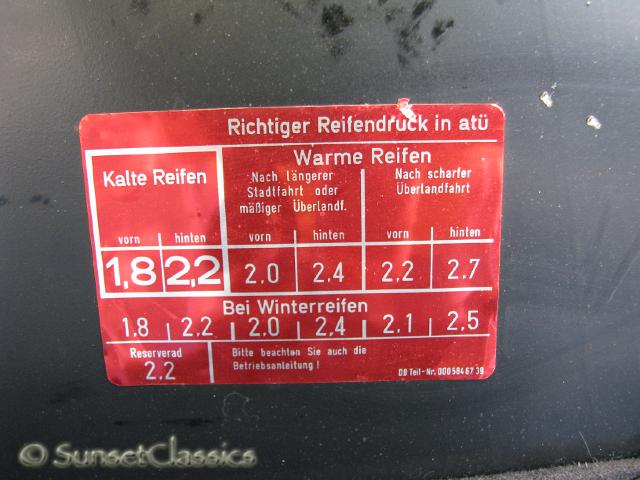 Richtiger Reifendruck in atü
Kalte Reifen
Warme Reifen
Nach längerer
Stadtfahrt oder
mäßiger Überlandf.
Nach scharfer
Überlandfahrt
vorn hinten vorn hinten vorn hinten
1,8 2,2 2.0 2.4 2.2 2.7
Bei Winterreifen
1,8 2,2 2.0 2,4 2,1 2,5
Reserverad
2.2
Bitte beachten Sie auch die
Betriebsanleitung!
DB Teil-Nr. 000 584 67 39
© SunsetClassics